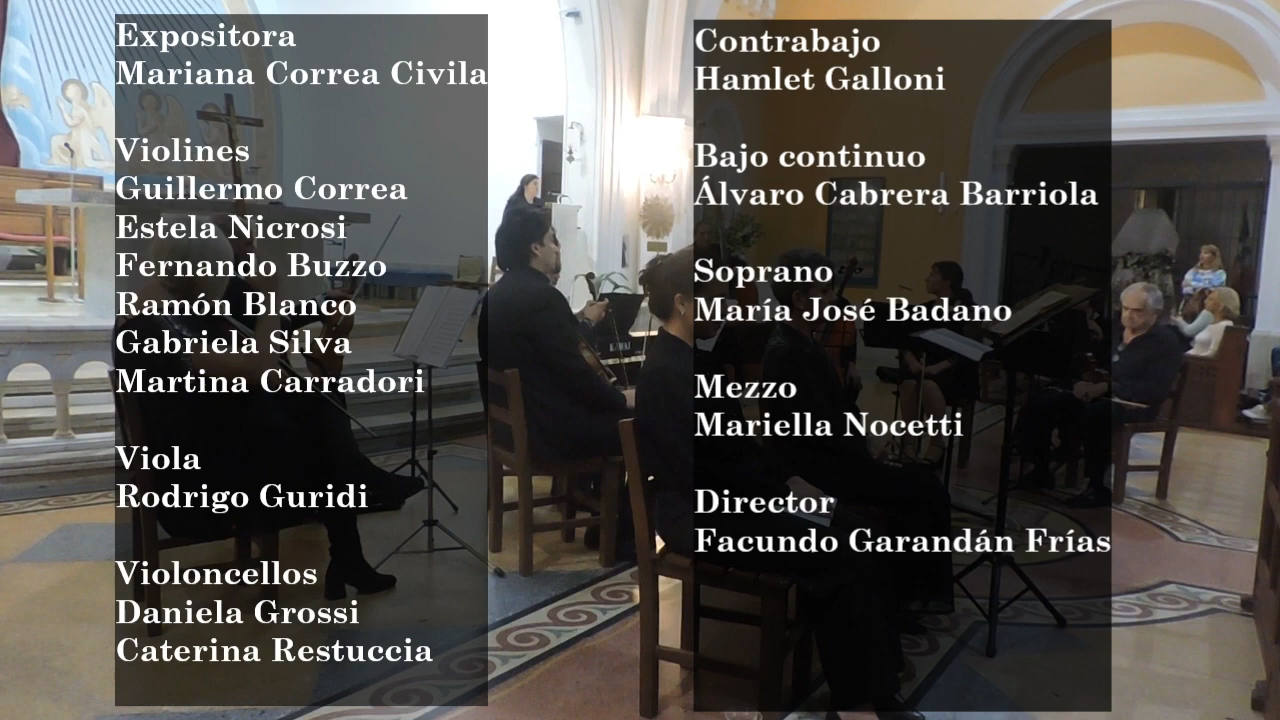 Expositora
Mariana Correa Civila
Violines
Guillermo Correa
Estela Nicrosi
Fernando Buzzo
Ramón Blanco
Gabriela Silva
Martina Carradori
Viola
Rodrigo Guridi
Violoncellos
Daniela Grossi
Caterina Restuccia
Contrabajo
Hamlet Galloni
Bajo continuo
Álvaro Cabrera Barriola
Soprano
María José Badano
Mezzo
Mariella Nocetti
Director
Facundo Garandán Frías
KAWAI